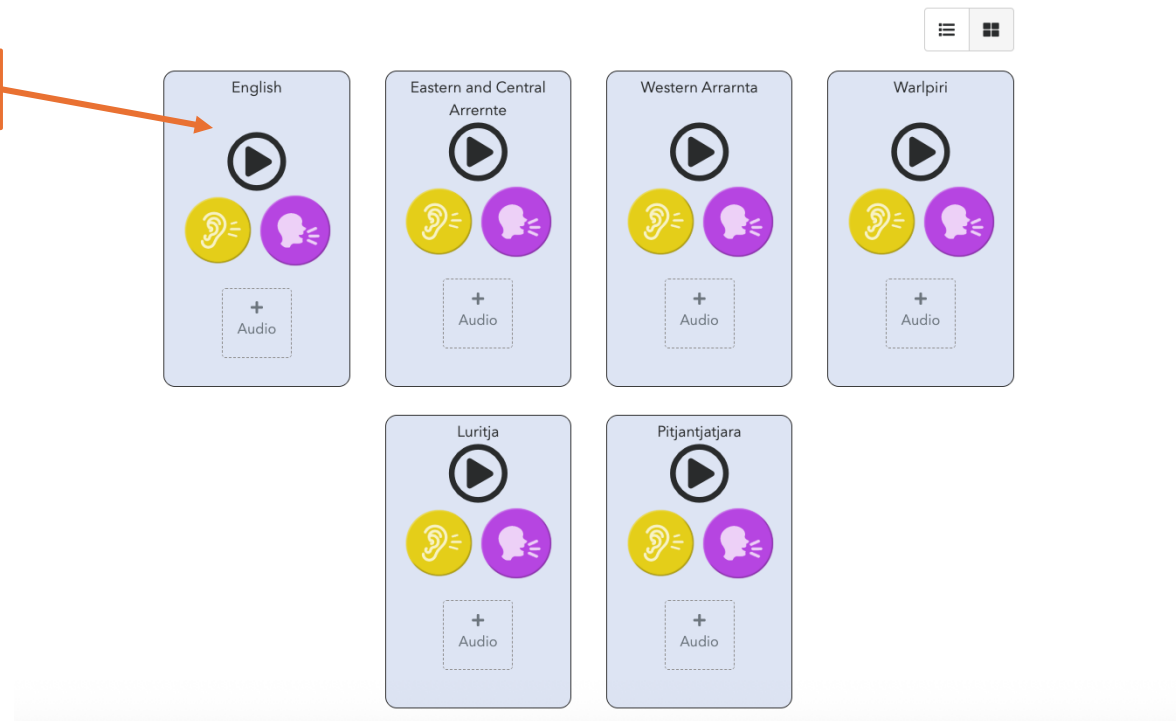 English
Eastern and Central
Arrernte
Western Arrarnta
Warlpiri
+
Audio
+
Audio
+
Audio
+
Audio
Luritja
Pitjantjatjara
+
Audio
+
Audio